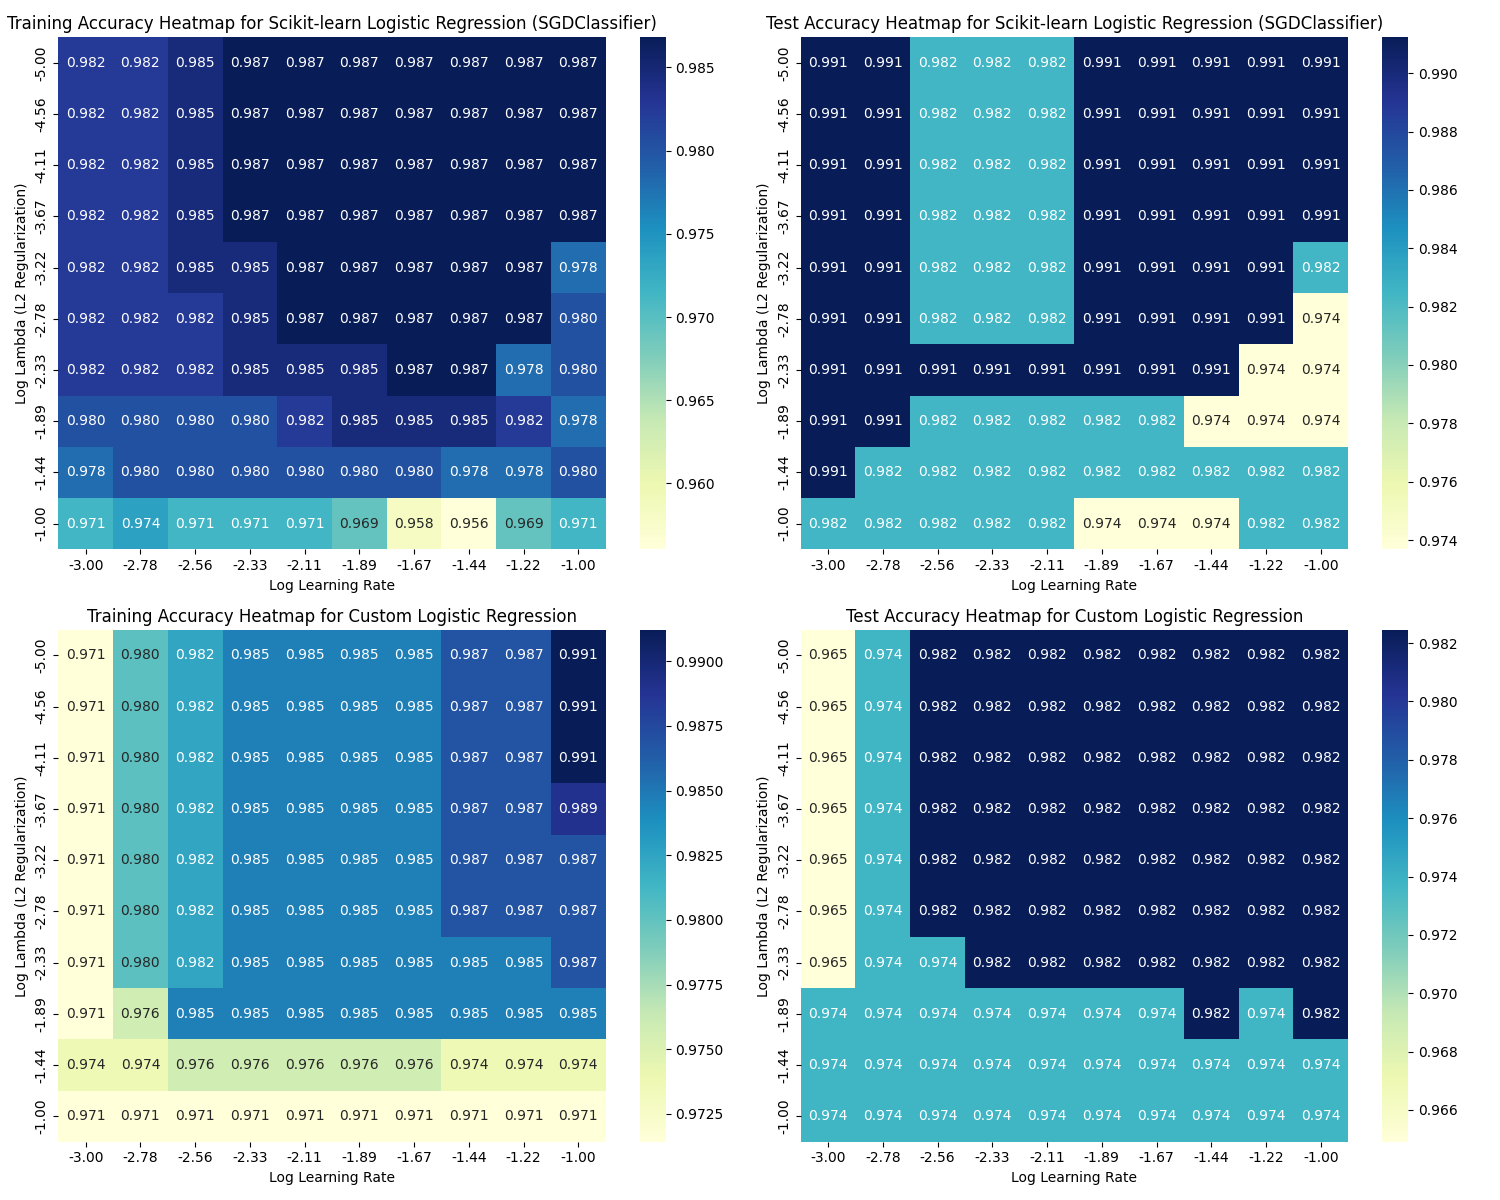 Training Accuracy Heatmap for Scikit-learn Logistic Regression (SGDClassifier)
Log Lambda (L2 Regularization)
-5.00 0.982 0.982 0.985 0.987 0.987 0.987 0.987 0.987 0.987 0.987
-4.56 0.982 0.982 0.985 0.987 0.987 0.987 0.987 0.987 0.987 0.987
-4.11 0.982 0.982 0.985 0.987 0.987 0.987 0.987 0.987 0.987 0.987
-3.67 0.982 0.982 0.985 0.987 0.987 0.987 0.987 0.987 0.987 0.987
-3.22 0.982 0.982 0.985 0.985 0.987 0.987 0.987 0.987 0.987 0.978
-2.78 0.982 0.982 0.982 0.985 0.987 0.987 0.987 0.987 0.987 0.980
-2.33 0.982 0.982 0.982 0.985 0.985 0.985 0.987 0.987 0.978 0.980
-1.89 0.980 0.980 0.980 0.980 0.982 0.985 0.985 0.985 0.982 0.978
-1.44 0.978 0.980 0.980 0.980 0.980 0.980 0.980 0.978 0.978 0.980
-1.00 0.971 0.974 0.971 0.971 0.971 0.969 0.958 0.956 0.969 0.971
-3.00 -2.78 -2.56 -2.33 -2.11 -1.89 -1.67 -1.44 -1.22 -1.00
Log Learning Rate
0.985
0.980
0.975
0.970
0.965
0.960
Test Accuracy Heatmap for Scikit-learn Logistic Regression (SGDClassifier)
Log Lambda (L2 Regularization)
-5.00 0.991 0.991 0.982 0.982 0.982 0.991 0.991 0.991 0.991 0.991
-4.56 0.991 0.991 0.982 0.982 0.982 0.991 0.991 0.991 0.991 0.991
-4.11 0.991 0.991 0.982 0.982 0.982 0.991 0.991 0.991 0.991 0.991
-3.67 0.991 0.991 0.982 0.982 0.982 0.991 0.991 0.991 0.991 0.991
-3.22 0.991 0.991 0.982 0.982 0.982 0.991 0.991 0.991 0.991 0.982
-2.78 0.991 0.991 0.982 0.982 0.982 0.991 0.991 0.991 0.991 0.974
-2.33 0.991 0.991 0.991 0.991 0.991 0.991 0.991 0.991 0.974 0.974
-1.89 0.991 0.991 0.982 0.982 0.982 0.982 0.982 0.974 0.974 0.974
-1.44 0.991 0.982 0.982 0.982 0.982 0.982 0.982 0.982 0.982 0.982
-1.00 0.982 0.982 0.982 0.982 0.982 0.974 0.974 0.974 0.982 0.982
-3.00 -2.78 -2.56 -2.33 -2.11 -1.89 -1.67 -1.44 -1.22 -1.00
Log Learning Rate
0.990
0.988
0.986
0.984
0.982
0.980
0.978
0.976
0.974
Training Accuracy Heatmap for Custom Logistic Regression
Log Lambda (L2 Regularization)
-5.00 0.971 0.980 0.982 0.985 0.985 0.985 0.985 0.987 0.987 0.991
-4.56 0.971 0.980 0.982 0.985 0.985 0.985 0.985 0.987 0.987 0.991
-4.11 0.971 0.980 0.982 0.985 0.985 0.985 0.985 0.987 0.987 0.991
-3.67 0.971 0.980 0.982 0.985 0.985 0.985 0.985 0.987 0.987 0.989
-3.22 0.971 0.980 0.982 0.985 0.985 0.985 0.985 0.987 0.987 0.987
-2.78 0.971 0.980 0.982 0.985 0.985 0.985 0.985 0.987 0.987 0.987
-2.33 0.971 0.980 0.982 0.985 0.985 0.985 0.985 0.985 0.985 0.987
-1.89 0.971 0.976 0.985 0.985 0.985 0.985 0.985 0.985 0.985 0.985
-1.44 0.974 0.974 0.976 0.976 0.976 0.976 0.976 0.974 0.974 0.974
-1.00 0.971 0.971 0.971 0.971 0.971 0.971 0.971 0.971 0.971 0.971
-3.00 -2.78 -2.56 -2.33 -2.11 -1.89 -1.67 -1.44 -1.22 -1.00
Log Learning Rate
0.9900
0.9875
0.9850
0.9825
0.9800
0.9775
0.9750
0.9725
Test Accuracy Heatmap for Custom Logistic Regression
Log Lambda (L2 Regularization)
-5.00 0.965 0.974 0.982 0.982 0.982 0.982 0.982 0.982 0.982 0.982
-4.56 0.965 0.974 0.982 0.982 0.982 0.982 0.982 0.982 0.982 0.982
-4.11 0.965 0.974 0.982 0.982 0.982 0.982 0.982 0.982 0.982 0.982
-3.67 0.965 0.974 0.982 0.982 0.982 0.982 0.982 0.982 0.982 0.982
-3.22 0.965 0.974 0.982 0.982 0.982 0.982 0.982 0.982 0.982 0.982
-2.78 0.965 0.974 0.982 0.982 0.982 0.982 0.982 0.982 0.982 0.982
-2.33 0.965 0.974 0.974 0.982 0.982 0.982 0.982 0.982 0.982 0.982
-1.89 0.974 0.974 0.974 0.974 0.974 0.974 0.974 0.982 0.974 0.982
-1.44 0.974 0.974 0.974 0.974 0.974 0.974 0.974 0.974 0.974 0.974
-1.00 0.974 0.974 0.974 0.974 0.974 0.974 0.974 0.974 0.974 0.974
-3.00 -2.78 -2.56 -2.33 -2.11 -1.89 -1.67 -1.44 -1.22 -1.00
Log Learning Rate
0.982
0.980
0.978
0.976
0.974
0.972
0.970
0.968
0.966